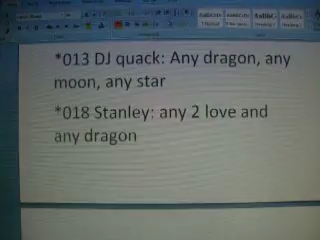 *013 DJ quack: Any dragon, any
moon, any star
*018 Stanley: any 2 love and
any dragon